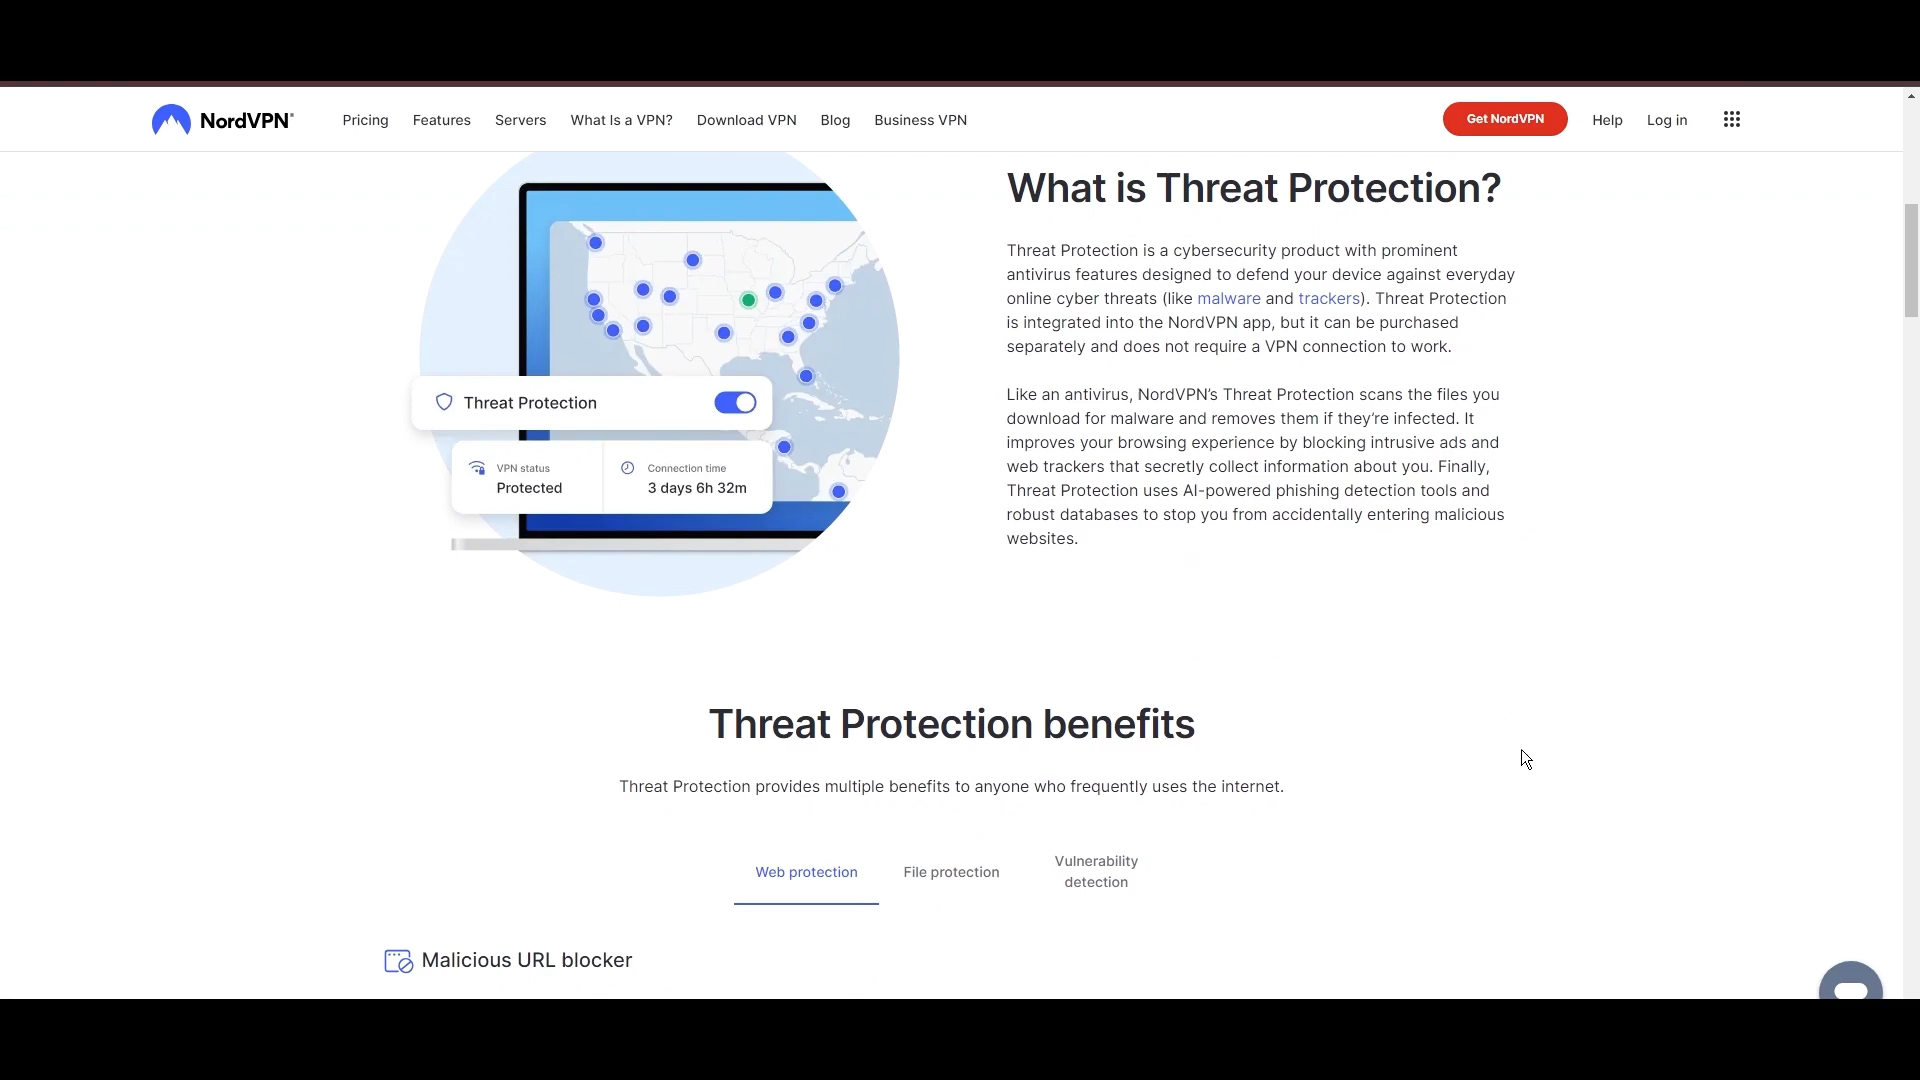 NordVPN®
Pricing
Features
Servers
What Is a VPN?
Download VPN
Blog
Business VPN
Get NordVPN
Help
Log in
What is Threat Protection?
Threat Protection is a cybersecurity product with prominent
antivirus features designed to defend your device against everyday
online cyber threats (like malware and trackers). Threat Protection
is integrated into the NordVPN app, but it can be purchased
separately and does not require a VPN connection to work.
Like an antivirus, NordVPN’s Threat Protection scans the files you
download for malware and removes them if they’re infected. It
improves your browsing experience by blocking intrusive ads and
web trackers that secretly collect information about you. Finally,
Threat Protection uses AI-powered phishing detection tools and
robust databases to stop you from accidentally entering malicious
websites.
Threat Protection
VPN status
Protected
Connection time
3 days 6h 32m
Threat Protection benefits
Threat Protection provides multiple benefits to anyone who frequently uses the internet.
Web protection
File protection
Vulnerability
detection
Malicious URL blocker